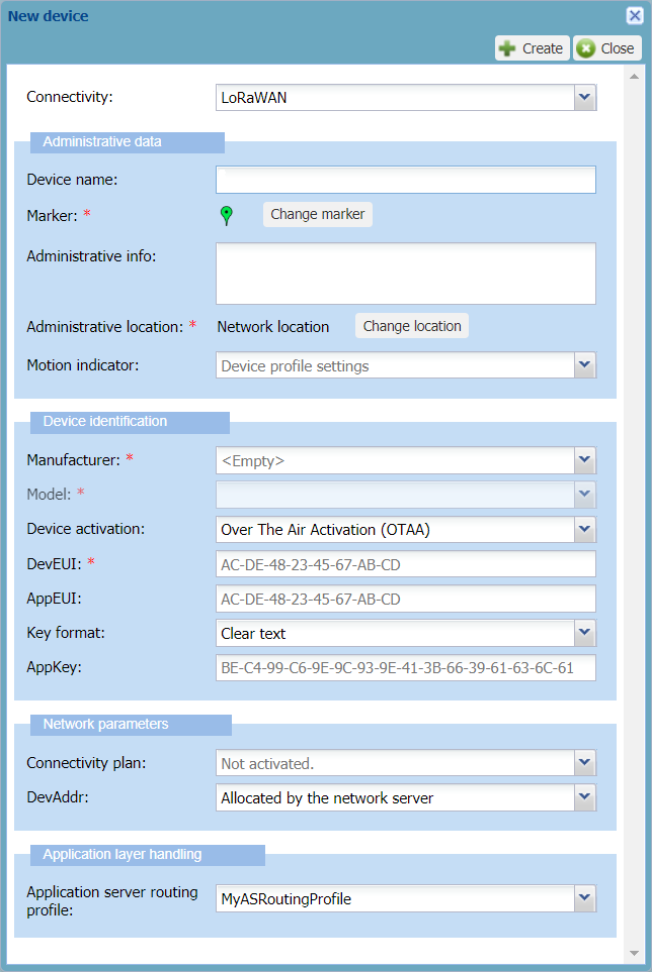 New device
Create Close
Connectivity: LoRaWAN
Administrative data
Device name:
Marker: * Change marker
Administrative info:
Administrative location: * Network location Change location
Motion indicator: Device profile settings
Device identification
Manufacturer: * <Empty>
Model: *
Device activation: Over The Air Activation (OTAA)
DevEUI: * AC-DE-48-23-45-67-AB-CD
AppEUI: AC-DE-48-23-45-67-AB-CD
Key format: Clear text
AppKey: BE-C4-99-C6-9E-9C-93-9E-41-3B-66-39-61-63-6C-61
Network parameters
Connectivity plan: Not activated.
DevAddr: Allocated by the network server
Application layer handling
Application server routing
profile: MyASRoutingProfile